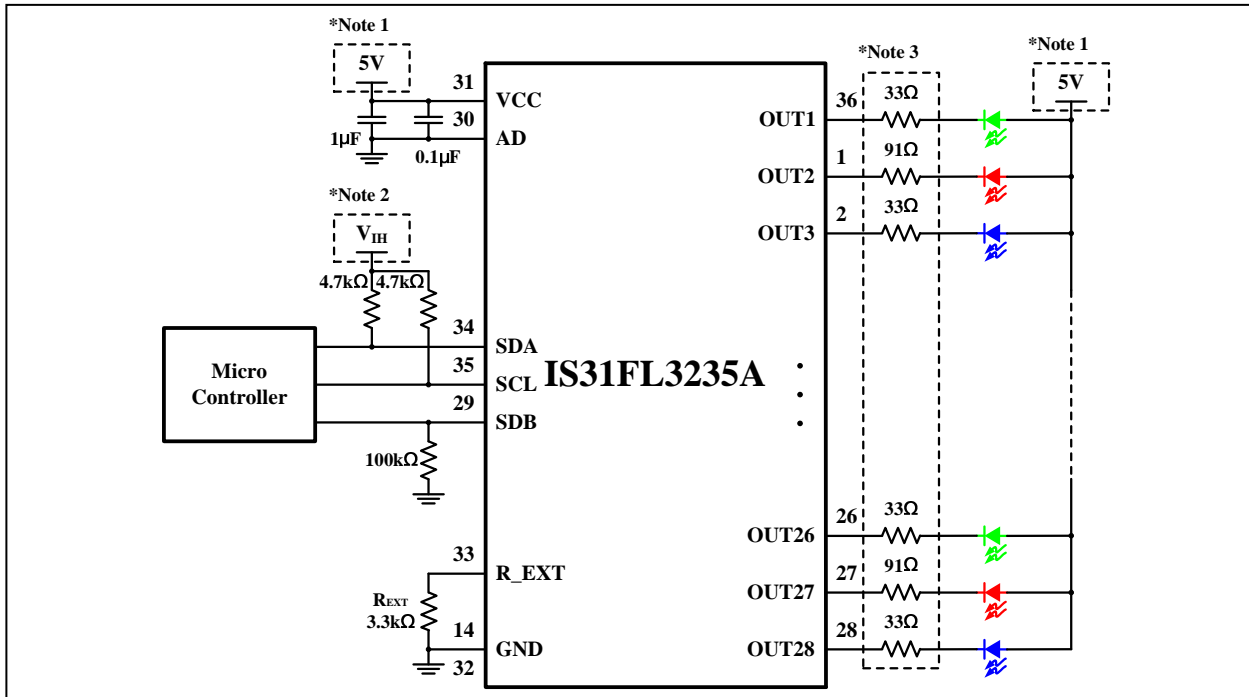 *Note 1
5V
31
VCC
30
AD
1µF
0.1µF
*Note 2
VIH
4.7kΩ
4.7kΩ
34
SDA
35
SCL
29
SDB
Micro
Controller
100kΩ
33
R_EXT
REXT
3.3kΩ
14
GND
32
IS31FL3235A
*Note 3
*Note 1
5V
36
33Ω
OUT1
1
91Ω
OUT2
2
33Ω
OUT3
26
33Ω
OUT26
27
91Ω
OUT27
28
33Ω
OUT28